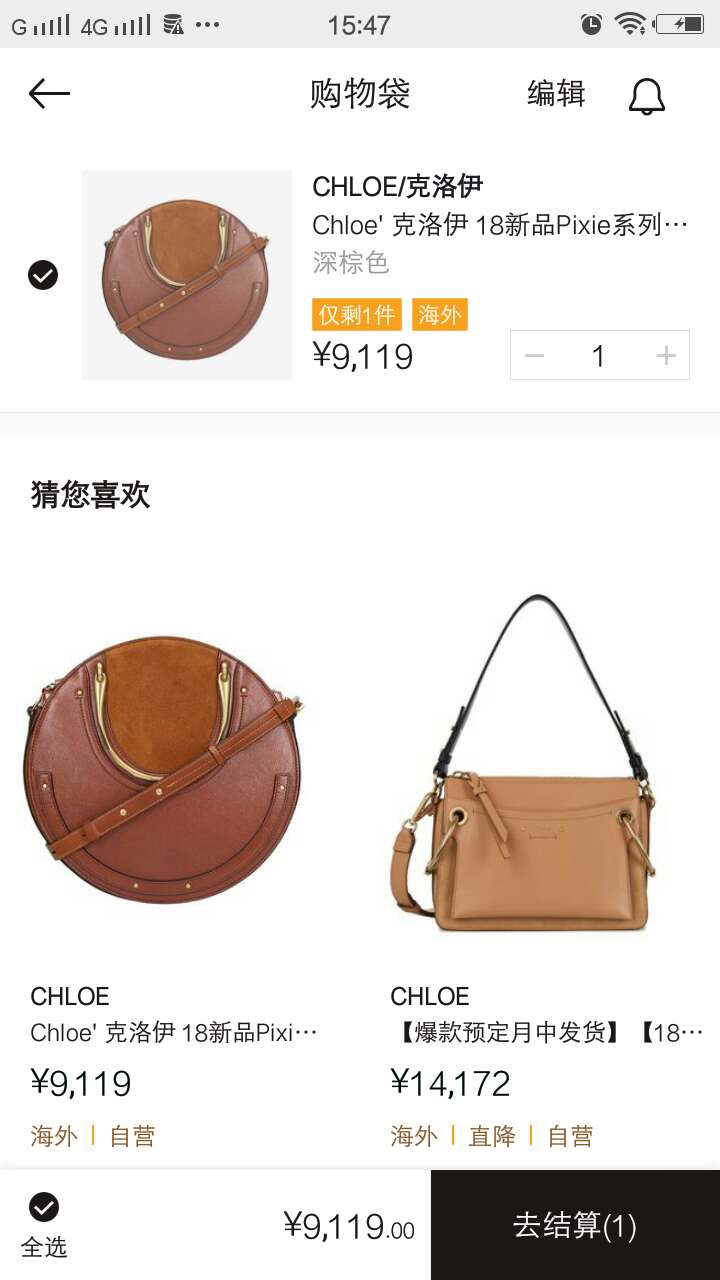 G 4G 15:47
购物袋 编辑
CHLOE/克洛伊
Chloe' 克洛伊 18新品Pixie系列…
深棕色
仅剩1件 海外
¥9,119 1
猜您喜欢
CHLOE
Chloe' 克洛伊 18新品Pixi…
¥9,119
海外 | 自营
CHLOE
【爆款预定月中发货】【18…
¥14,172
海外 | 直降 | 自营
全选
¥9,119.00
去结算(1)